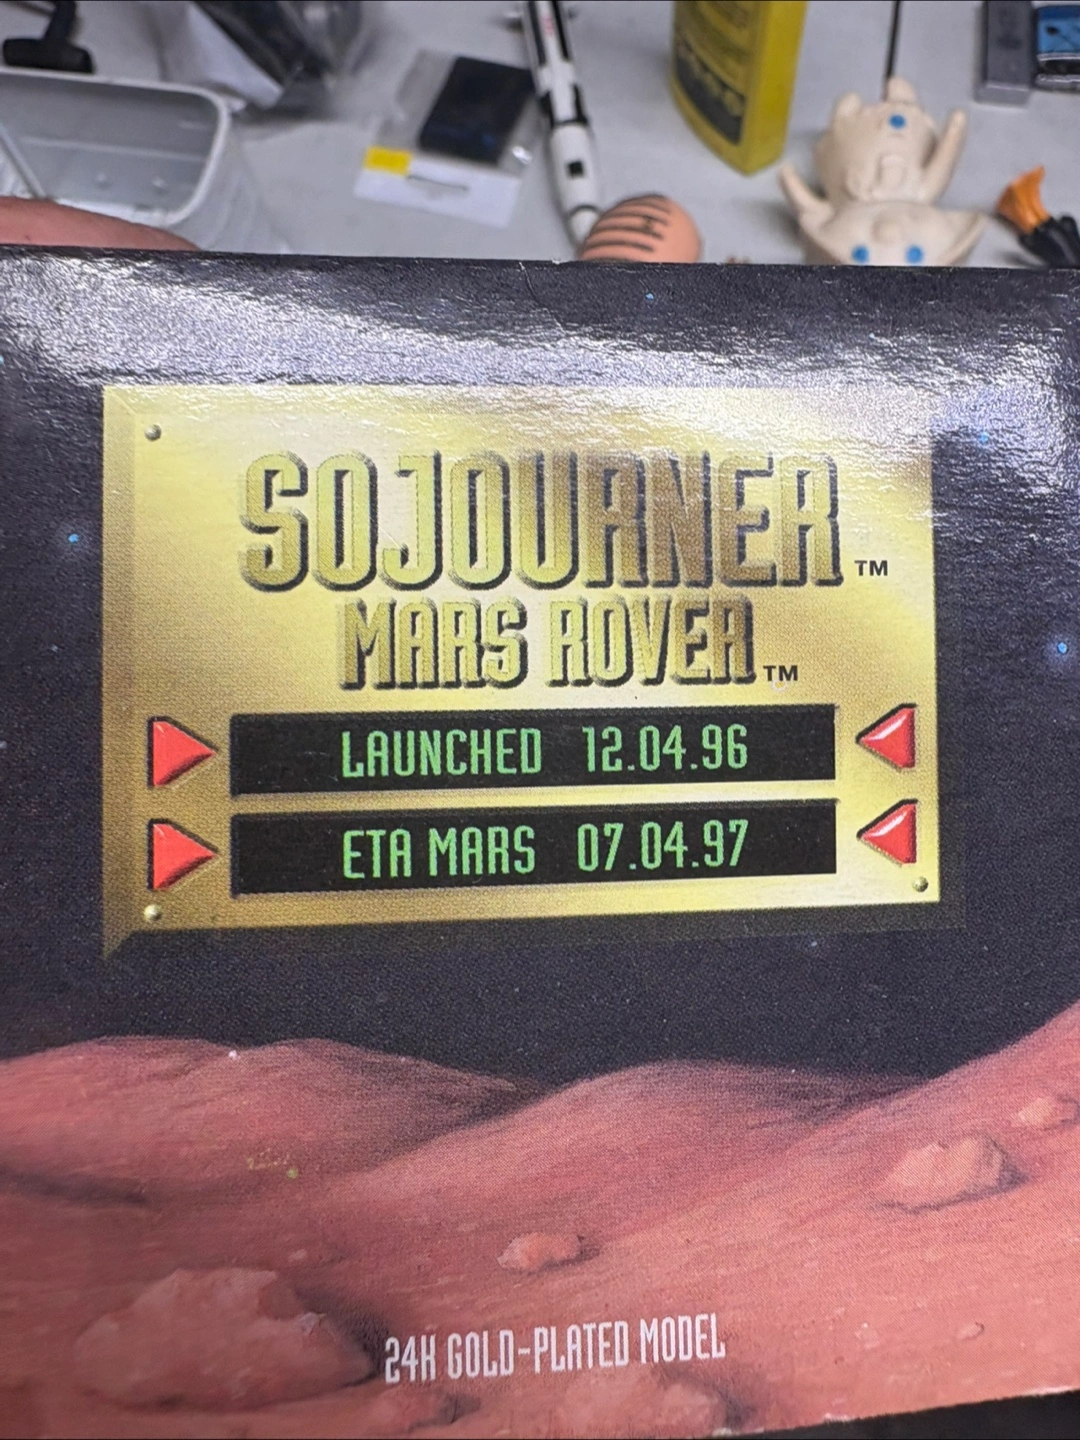 SOJOURNER™
MARS ROVER™
LAUNCHED 12.04.96
ETA MARS 07.04.97
24K GOLD-PLATED MODEL